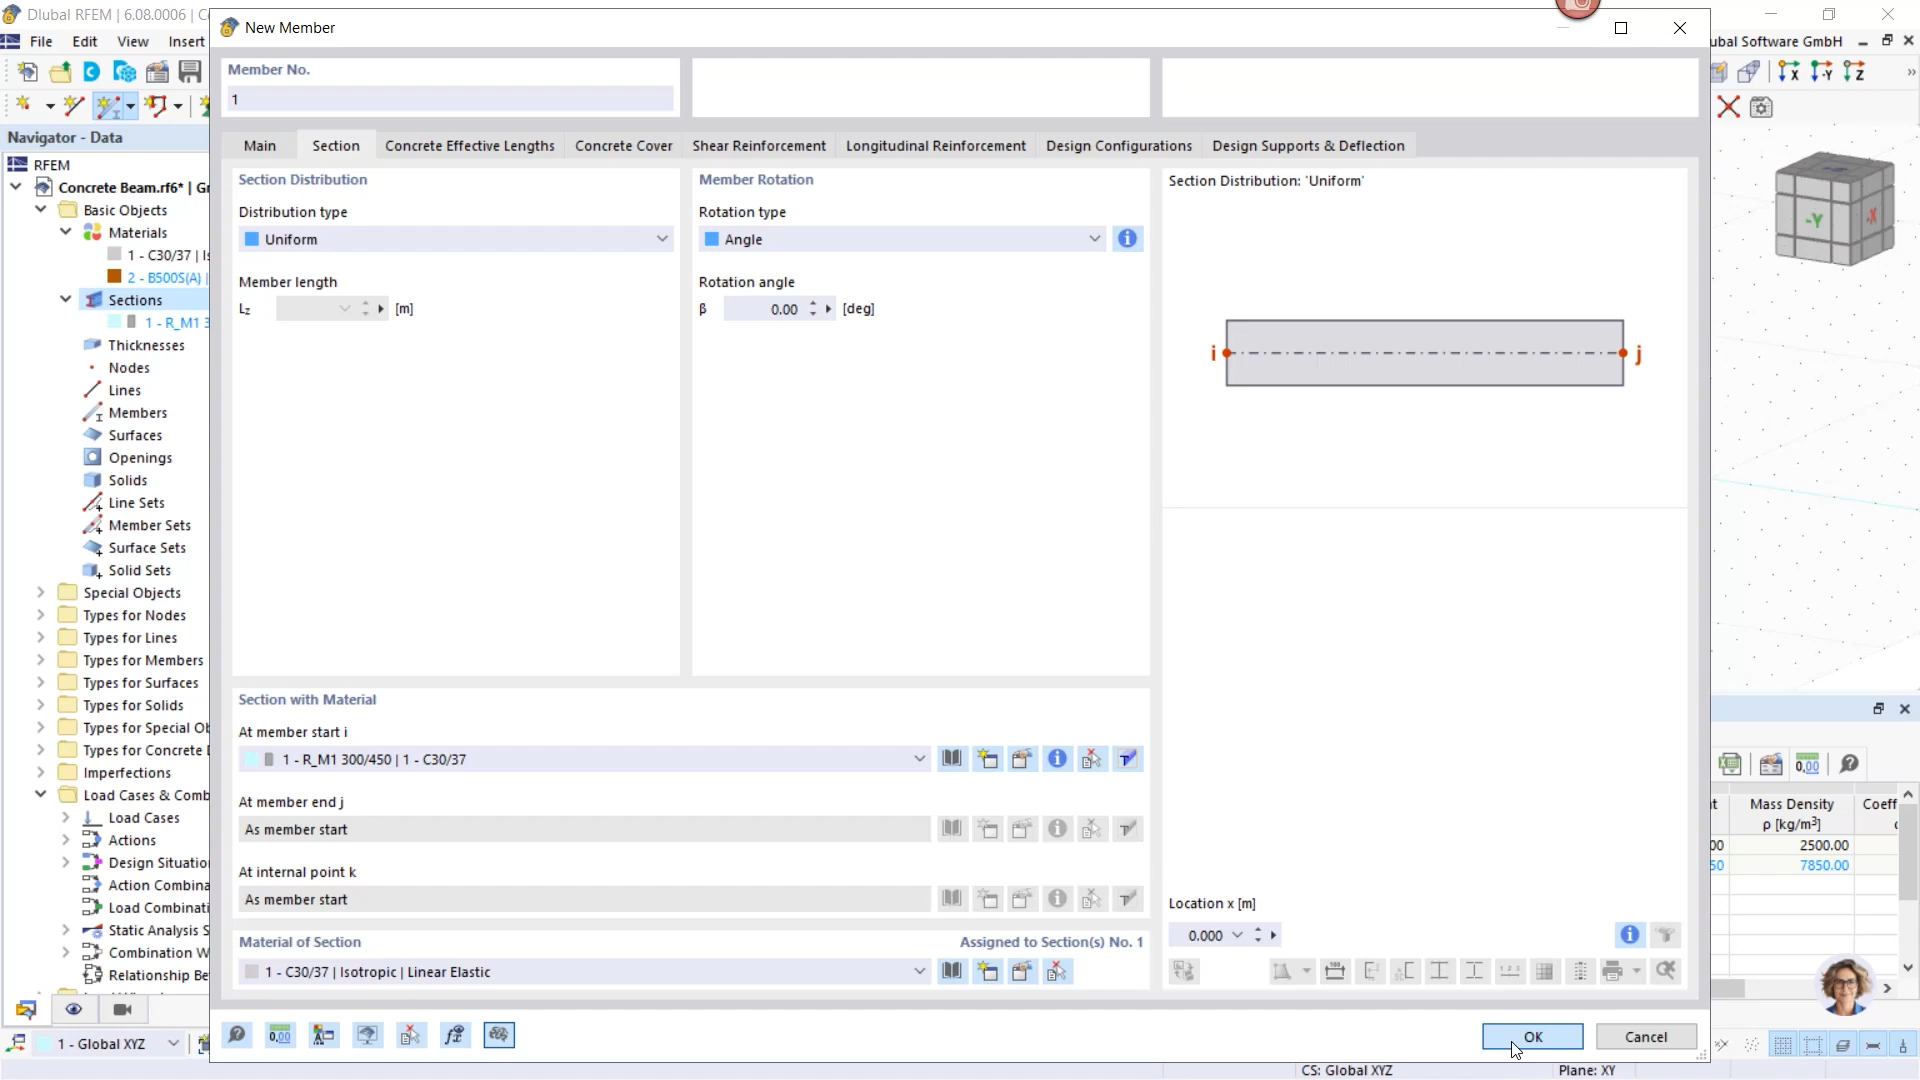 Dlubal RFEM | 6.08.0006 | C
New Member
File
Edit
View
Insert
ubal Software GmbH
X
-Y
Z
»
Member No.
1
Navigator - Data
RFEM
Concrete Beam.rf6* | Gr
Basic Objects
Materials
1 - C30/37 | Is
2 - B500S(A) |
Sections
1 - R_M1 3
Thicknesses
Nodes
Lines
Members
Surfaces
Openings
Solids
Line Sets
Member Sets
Surface Sets
Solid Sets
Special Objects
Types for Nodes
Types for Lines
Types for Members
Types for Surfaces
Types for Solids
Types for Special Ob
Types for Concrete D
Imperfections
Load Cases & Comb
Load Cases
Actions
Design Situation
Action Combina
Load Combinati
Static Analysis S
Combination W
Relationship Be
1 - Global XYZ
Main
Section
Concrete Effective Lengths
Concrete Cover
Shear Reinforcement
Longitudinal Reinforcement
Design Configurations
Design Supports & Deflection
Section Distribution
Distribution type
Uniform
Member length
Lz
[m]
Member Rotation
Rotation type
Angle
Rotation angle
β
0.00
[deg]
Section Distribution: 'Uniform'
i
j
Section with Material
At member start i
1 - R_M1 300/450 | 1 - C30/37
At member end j
As member start
At internal point k
As member start
Material of Section
Assigned to Section(s) No. 1
1 - C30/37 | Isotropic | Linear Elastic
Location x [m]
0.000
OK
Cancel
-Y
-X
Mass Density
ρ [kg/m³]
Coeff
00
2500.00
50
7850.00
CS: Global XYZ
Plane: XY